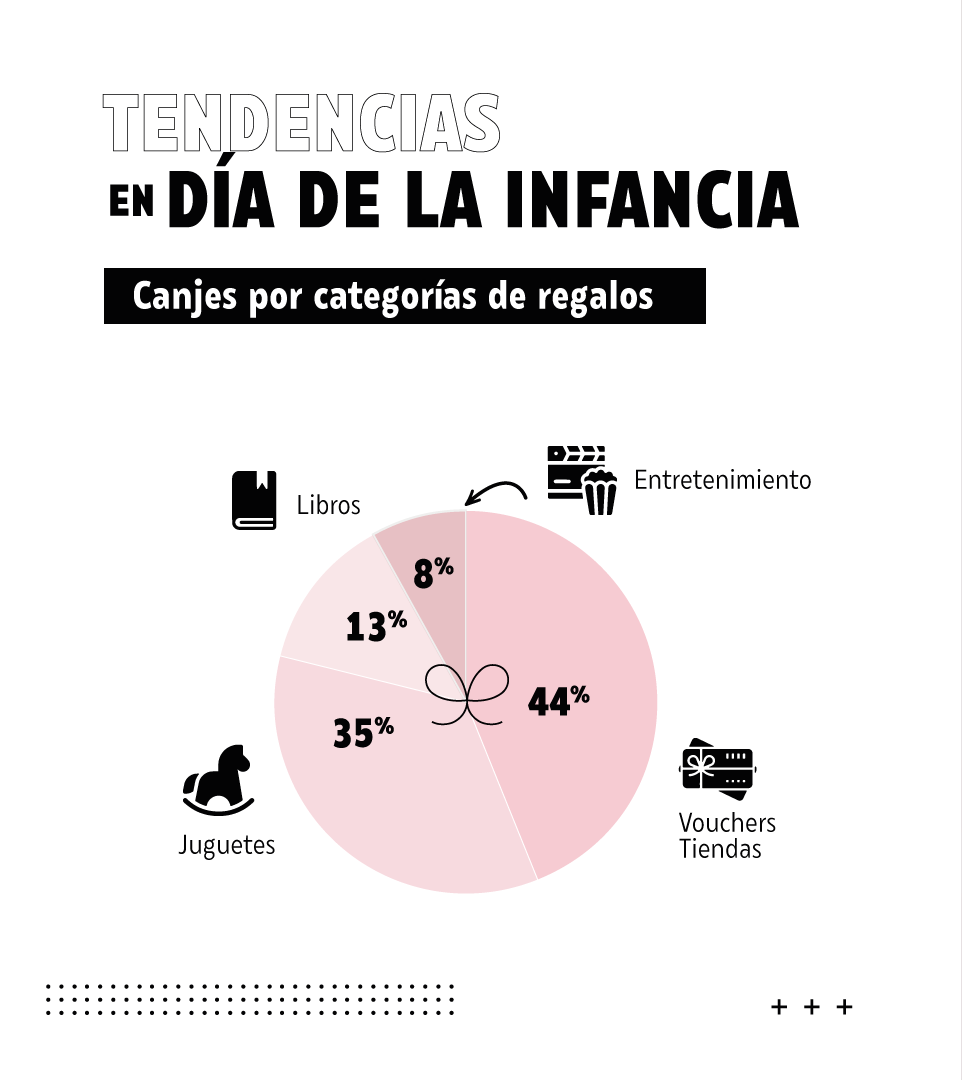 TENDENCIAS
EN DÍA DE LA INFANCIA
Canjes por categorías de regalos
Entretenimiento
Libros
8%
13%
44%
35%
Vouchers
Tiendas
Juguetes